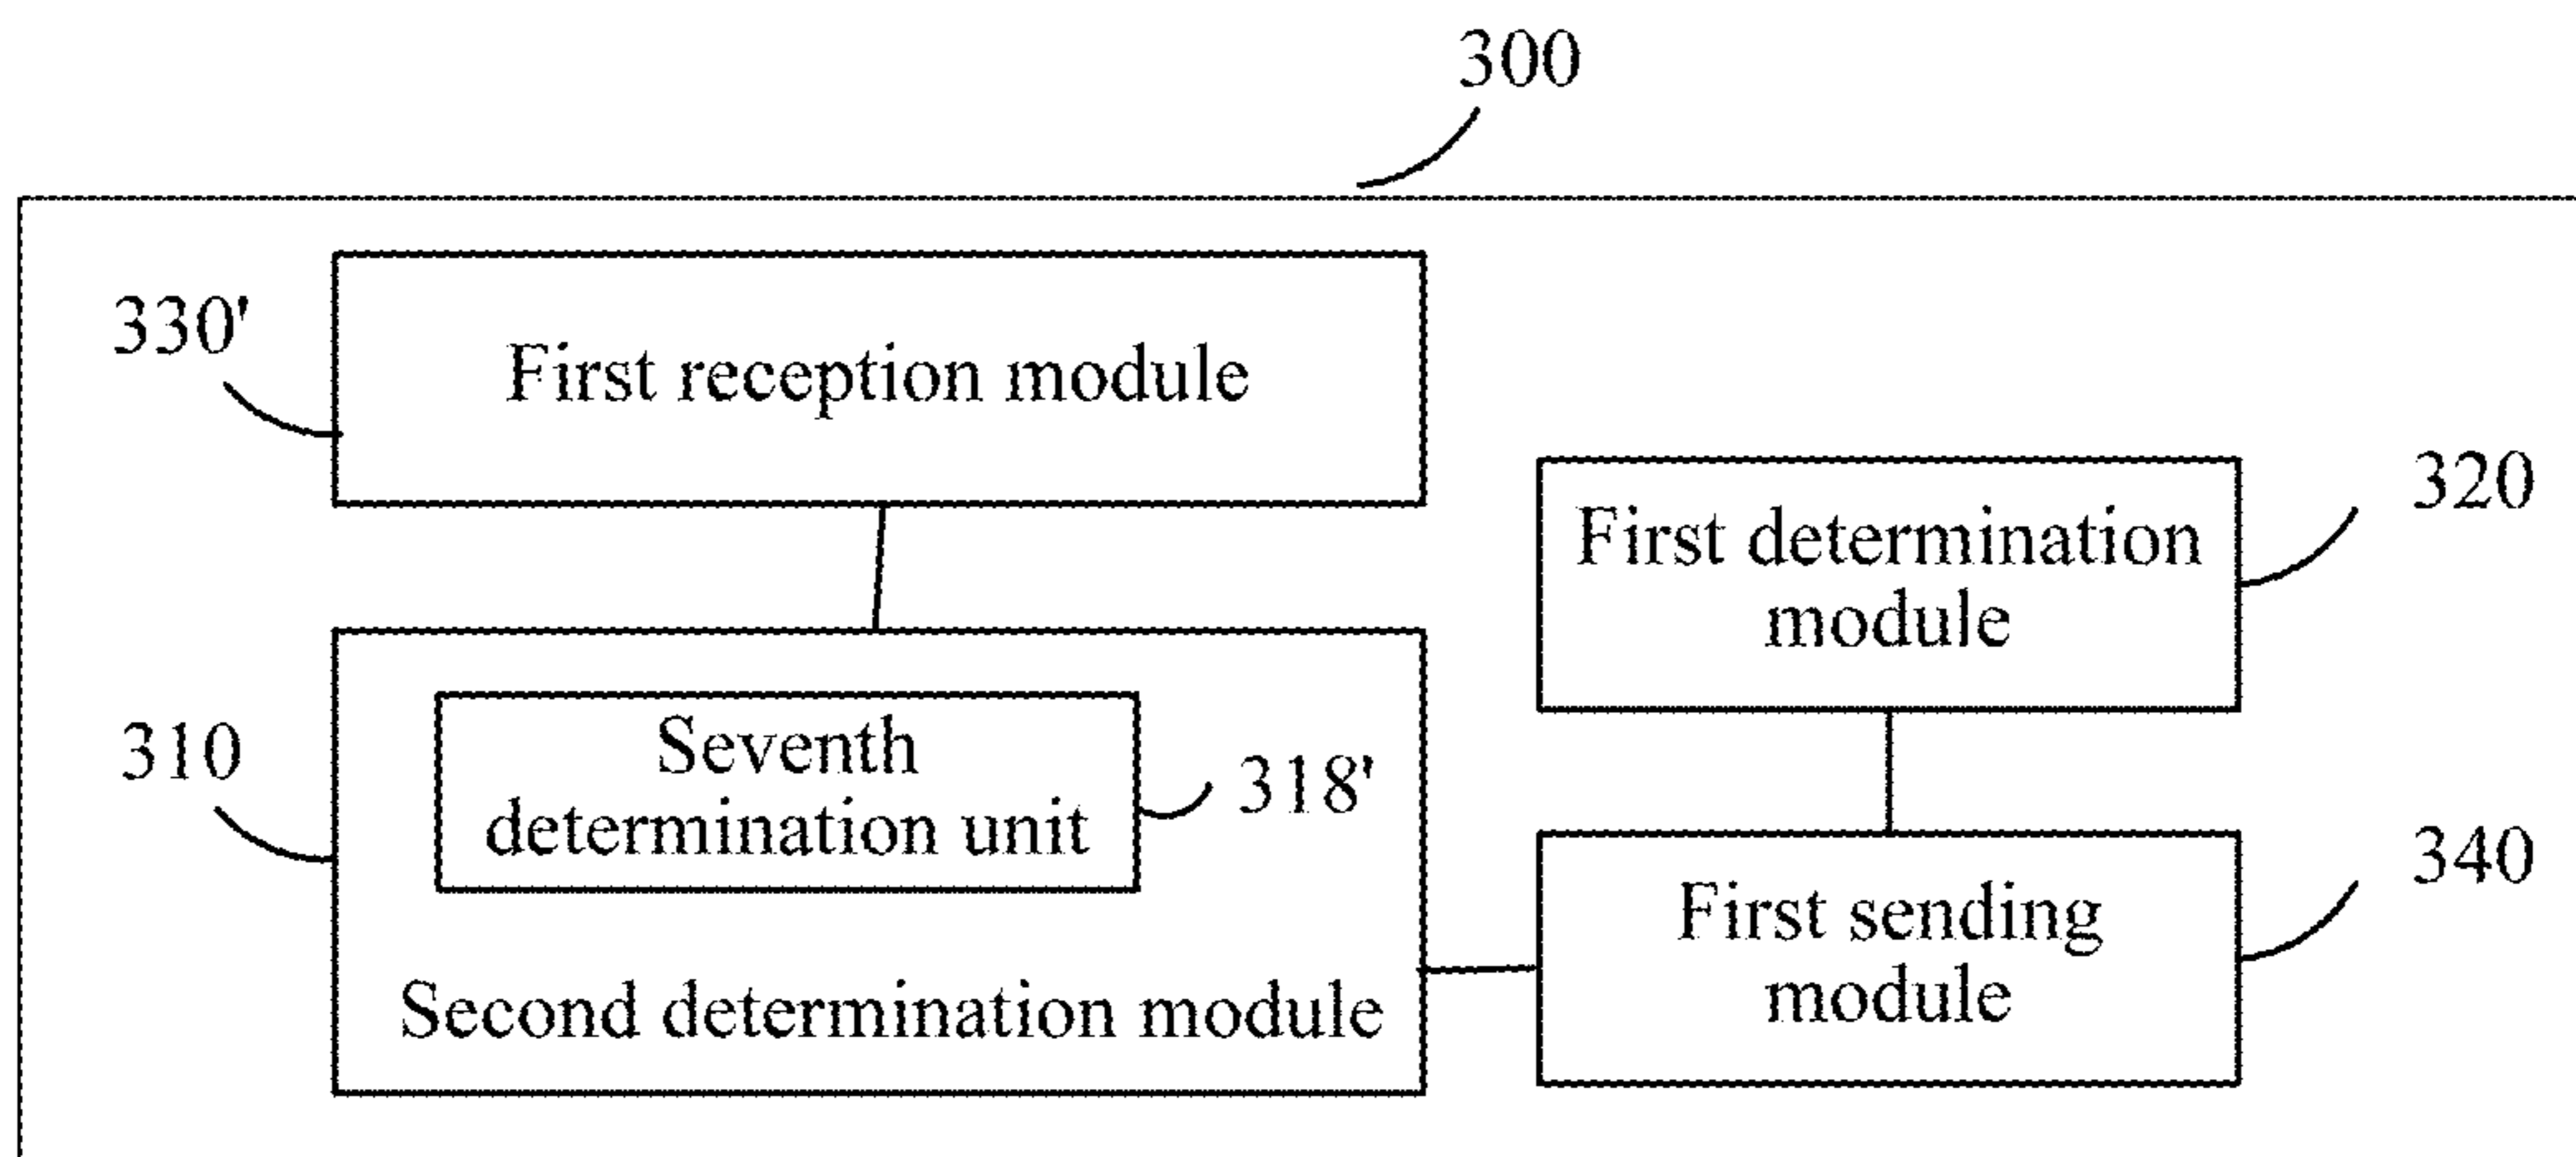 300
330'
First reception module
320
First determination
module
310
Seventh
determination unit
318'
340
First sending
module
Second determination module